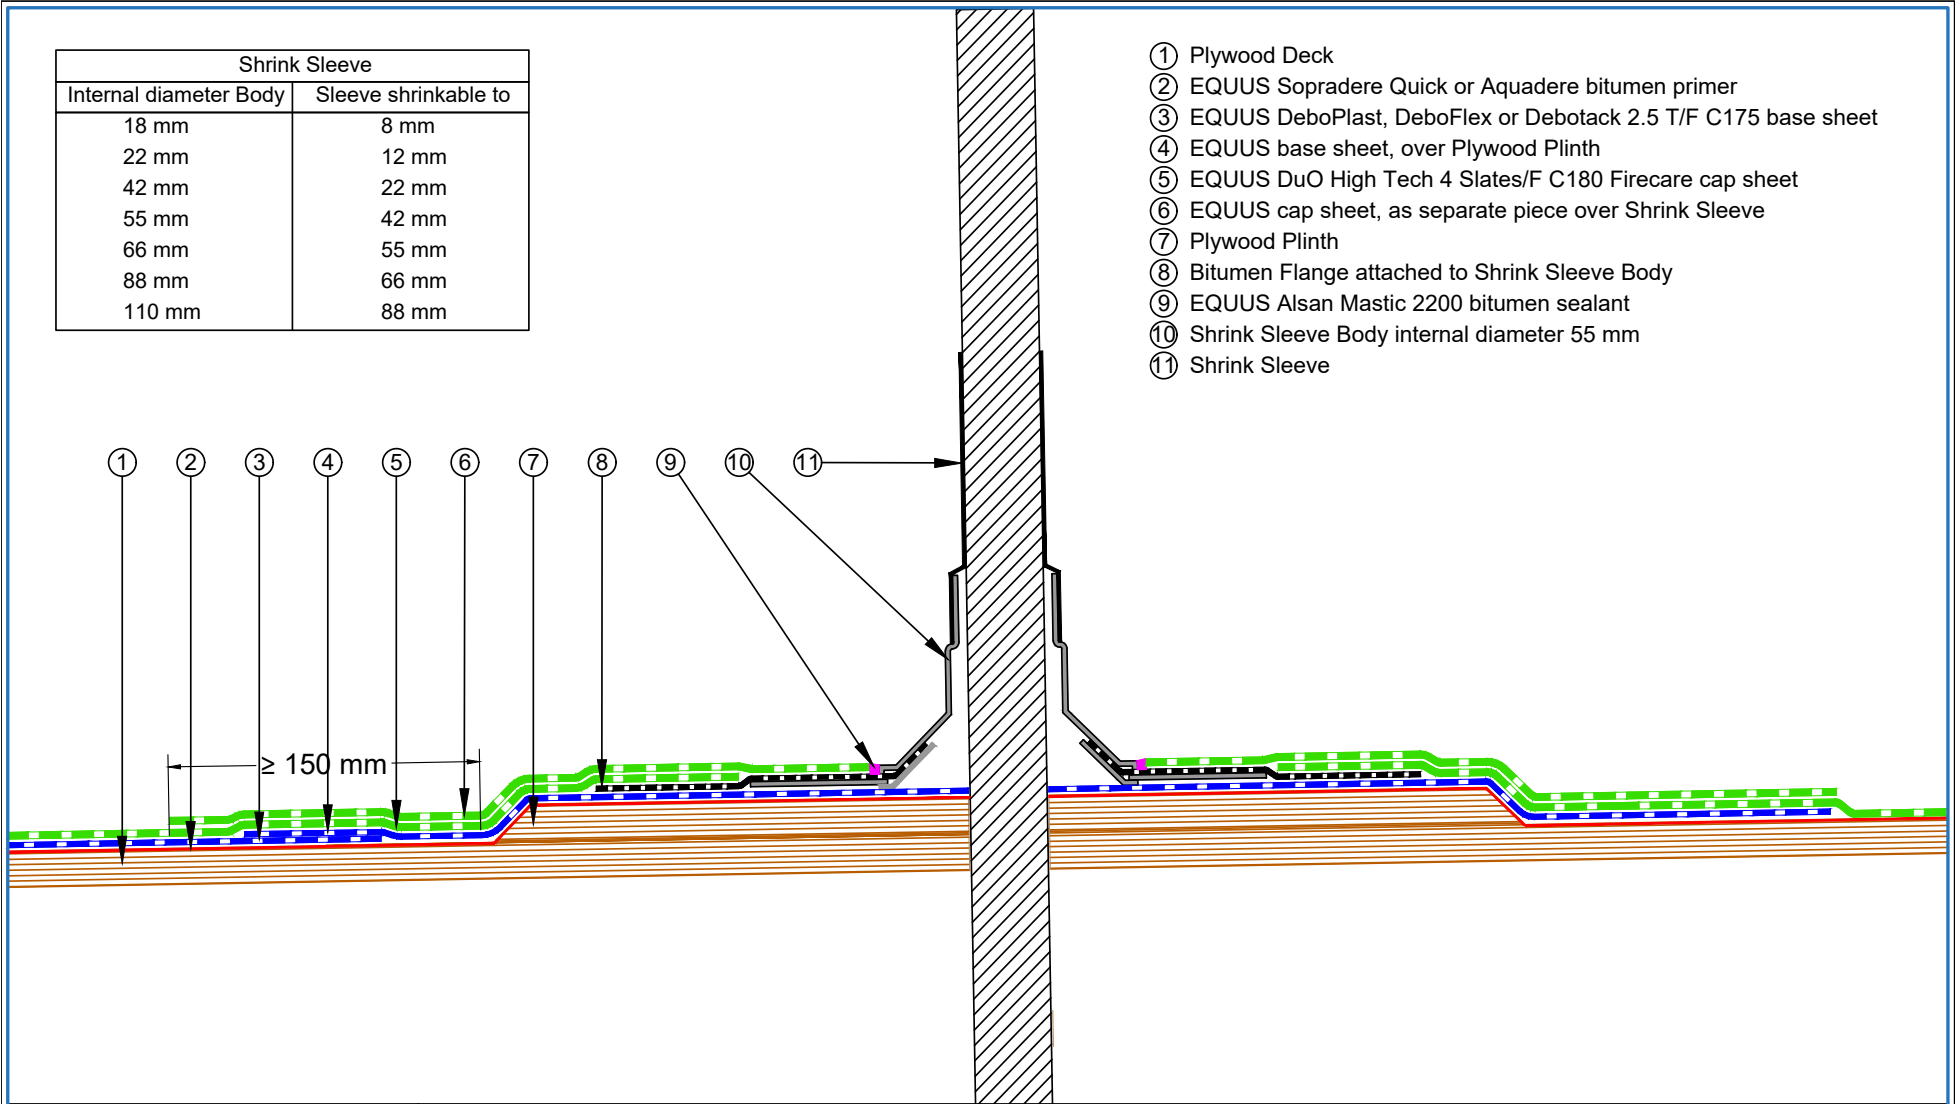 Shrink Sleeve
Internal diameter Body Sleeve shrinkable to
18 mm 8 mm
22 mm 12 mm
42 mm 22 mm
55 mm 42 mm
66 mm 55 mm
88 mm 66 mm
110 mm 88 mm
1 Plywood Deck
2 EQUUS Sopradere Quick or Aquadere bitumen primer
3 EQUUS DeboPlast, DeboFlex or Debotack 2.5 T/F C175 base sheet
4 EQUUS base sheet, over Plywood Plinth
5 EQUUS DuO High Tech 4 Slates/F C180 Firecare cap sheet
6 EQUUS cap sheet, as separate piece over Shrink Sleeve
7 Plywood Plinth
8 Bitumen Flange attached to Shrink Sleeve Body
9 EQUUS Alsan Mastic 2200 bitumen sealant
10 Shrink Sleeve Body internal diameter 55 mm
11 Shrink Sleeve
1 2 3 4 5 6 7 8 9 10 11
≥ 150 mm